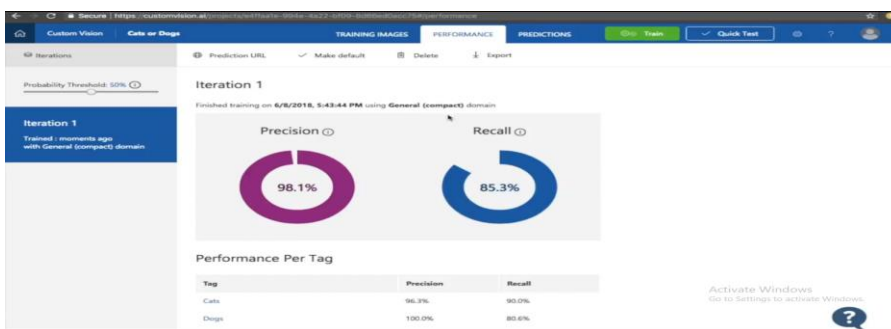 Secure | https://customvision.ai
Custom Vision Cats or Dogs TRAINING IMAGES PERFORMANCE PREDICTIONS Train Quick Test ?
Iterations Prediction URL Make default Delete Export
Probability Threshold: 50%
Iteration 1
Finished training on 6/8/2018, 5:43:44 PM using General (compact) domain
Iteration 1
Trained : moments ago
with General (compact) domain
Precision Recall
98.1% 85.3%
Performance Per Tag
Tag Precision Recall
Cats 96.3% 90.0%
Dogs 100.0% 80.6%
Activate Windows
Go to Settings to activate Windows.
?